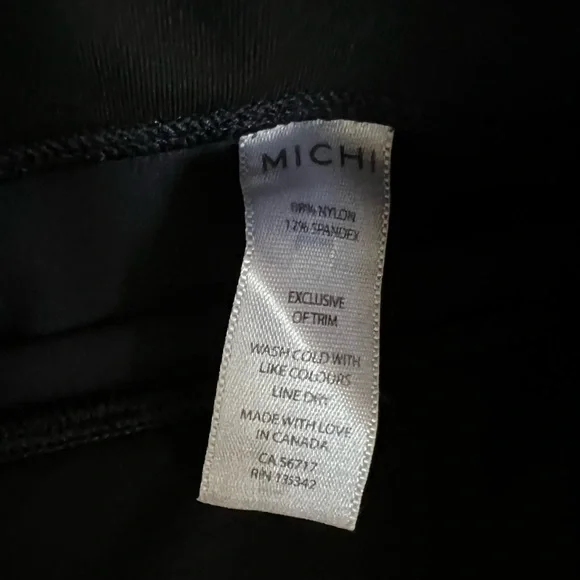 MICHI
88% NYLON
12% SPANDEX
EXCLUSIVE
OF TRIM
WASH COLD WITH
LIKE COLOURS
LINE DRY
MADE WITH LOVE
IN CANADA
CA 56717
RN 135342